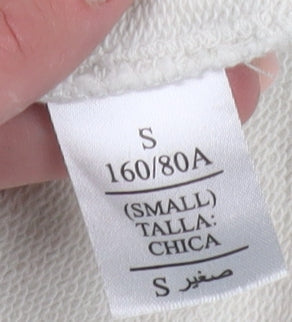 S
160/80A
(SMALL)
TALLA:
CHICA
S صغير